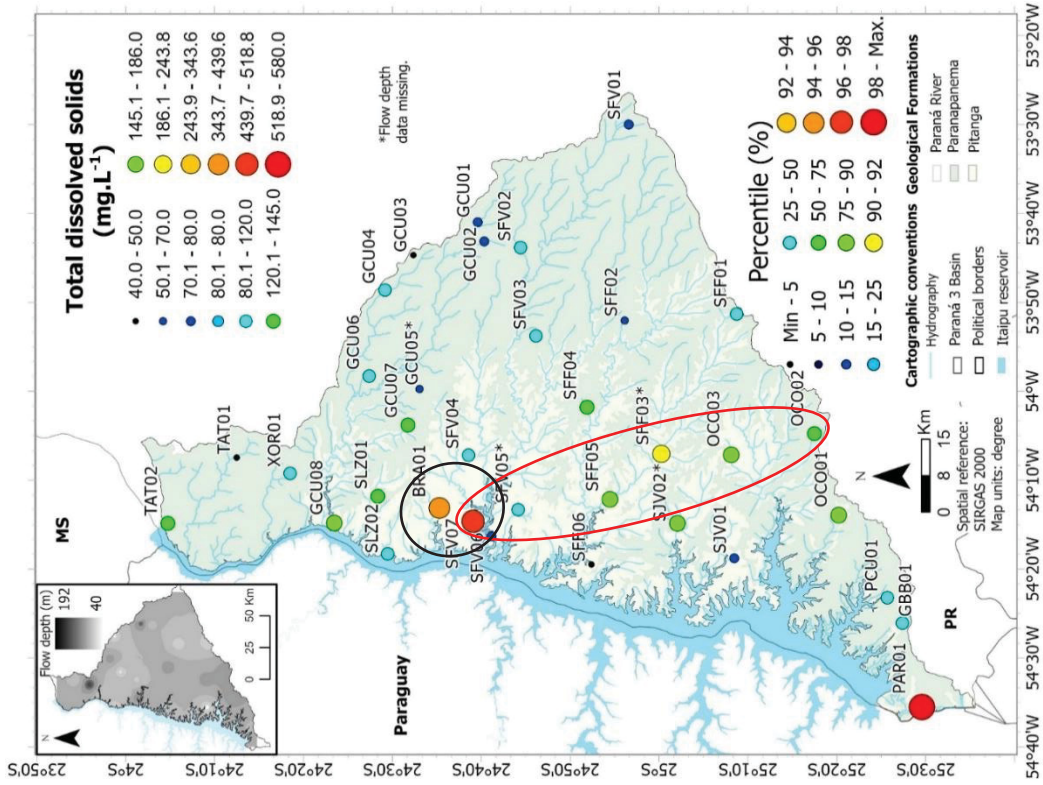 Flow depth (m)
192
40
0 25 50 Km
N
MS
Paraguay
PR
Total dissolved solids
(mg.L-1)
40.0 - 50.0
50.1 - 70.0
70.1 - 80.0
80.1 - 80.0
80.1 - 120.0
120.1 - 145.0
145.1 - 186.0
186.1 - 243.8
243.9 - 343.6
343.7 - 439.6
439.7 - 518.8
518.9 - 580.0
*Flow depth
data missing.
TAT02
TAT01
XOR01
GCU08
GCU06
GCU04
GCU03
SLZ01
SLZ02
GCU07
GCU05*
GCU01
GCU02
BRA01
SFV04
SFV02
SFV07
SFV06
SFV03
SFV01
SFF04
SFF02
SFF05
SFF06
SFF03*
SJV02*
SFF01
OCO03
SJV01
OCO02
OCO01
PCU01
GBB01
PAR01
Percentile (%)
Min - 5
5 - 10
10 - 15
15 - 25
25 - 50
50 - 75
75 - 90
90 - 92
92 - 94
94 - 96
96 - 98
98 - Max.
Cartographic conventions
Hydrography
Paraná 3 Basin
Political borders
Itaipu reservoir
Geological Formations
Paraná River
Paranapanema
Pitanga
N
0 8 15 Km
Spatial reference:
SIRGAS 2000
Map units: degree
23°50'S
24°S
24°10'S
24°20'S
24°30'S
24°40'S
24°50'S
25°S
25°10'S
25°20'S
25°30'S
54°40'W
54°30'W
54°20'W
54°10'W
54°W
53°50'W
53°40'W
53°30'W
53°20'W